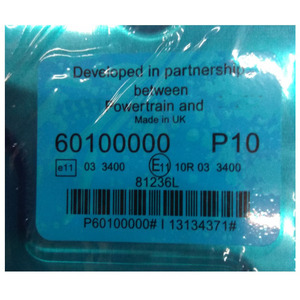 Developed in partnership
between
Powertrain and
Made in UK
60100000 P10
e11 03 3400 E11 10R 03 3400
81236L
P60100000# I 13134371#